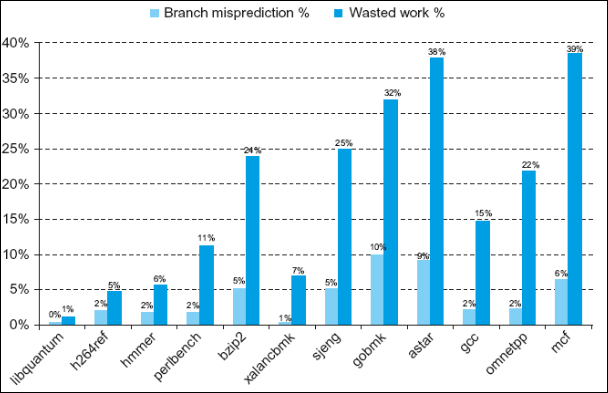 Branch misprediction % Wasted work %
40%
35%
30%
25%
20%
15%
10%
5%
0%
0% 1%
2% 5%
2% 6%
2% 11%
5% 24%
1% 7%
5% 25%
10% 32%
9% 38%
2% 15%
2% 22%
6% 39%
libquantum
h264ref
hmmer
perlbench
bzip2
xalancbmk
sjeng
gobmk
astar
gcc
omnetpp
mcf